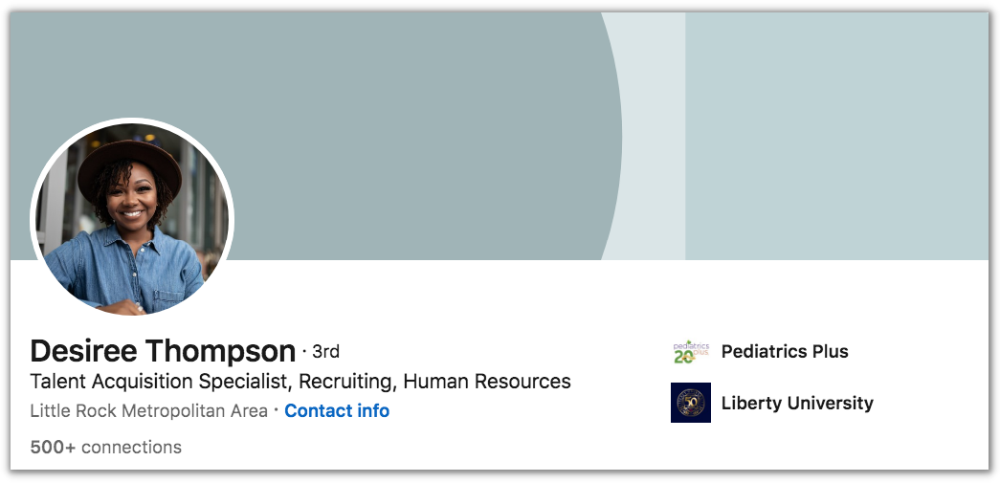 Desiree Thompson · 3rd
Talent Acquisition Specialist, Recruiting, Human Resources
Little Rock Metropolitan Area · Contact info
500+ connections
pediatrics
plus
20
Pediatrics Plus
50
Liberty University